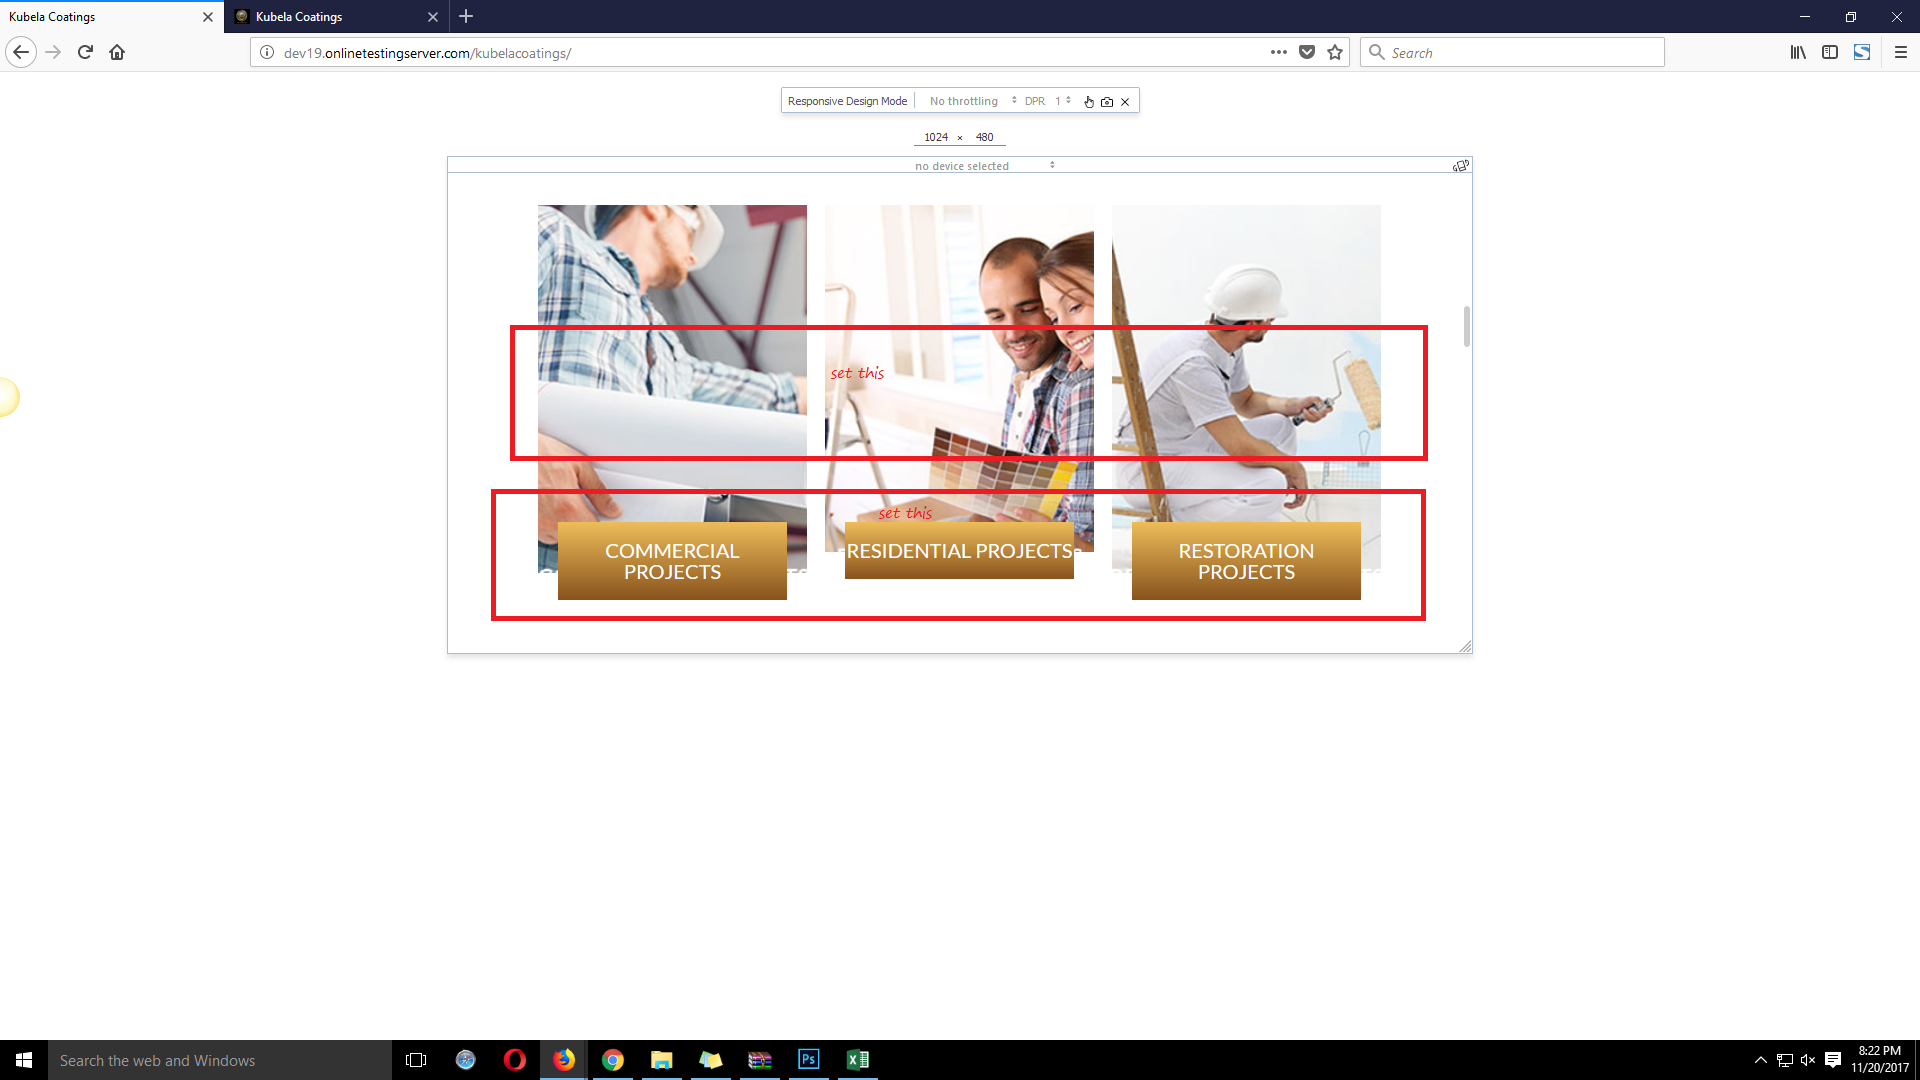 Kubela Coatings
Kubela Coatings
dev19.onlinetestingserver.com/kubelacoatings/
Search
Responsive Design Mode
No throttling
DPR 1
1024 × 480
no device selected
set this
set this
COMMERCIAL
PROJECTS
RESIDENTIAL PROJECTS
RESTORATION
PROJECTS
Search the web and Windows
Ps
8:22 PM
11/20/2017